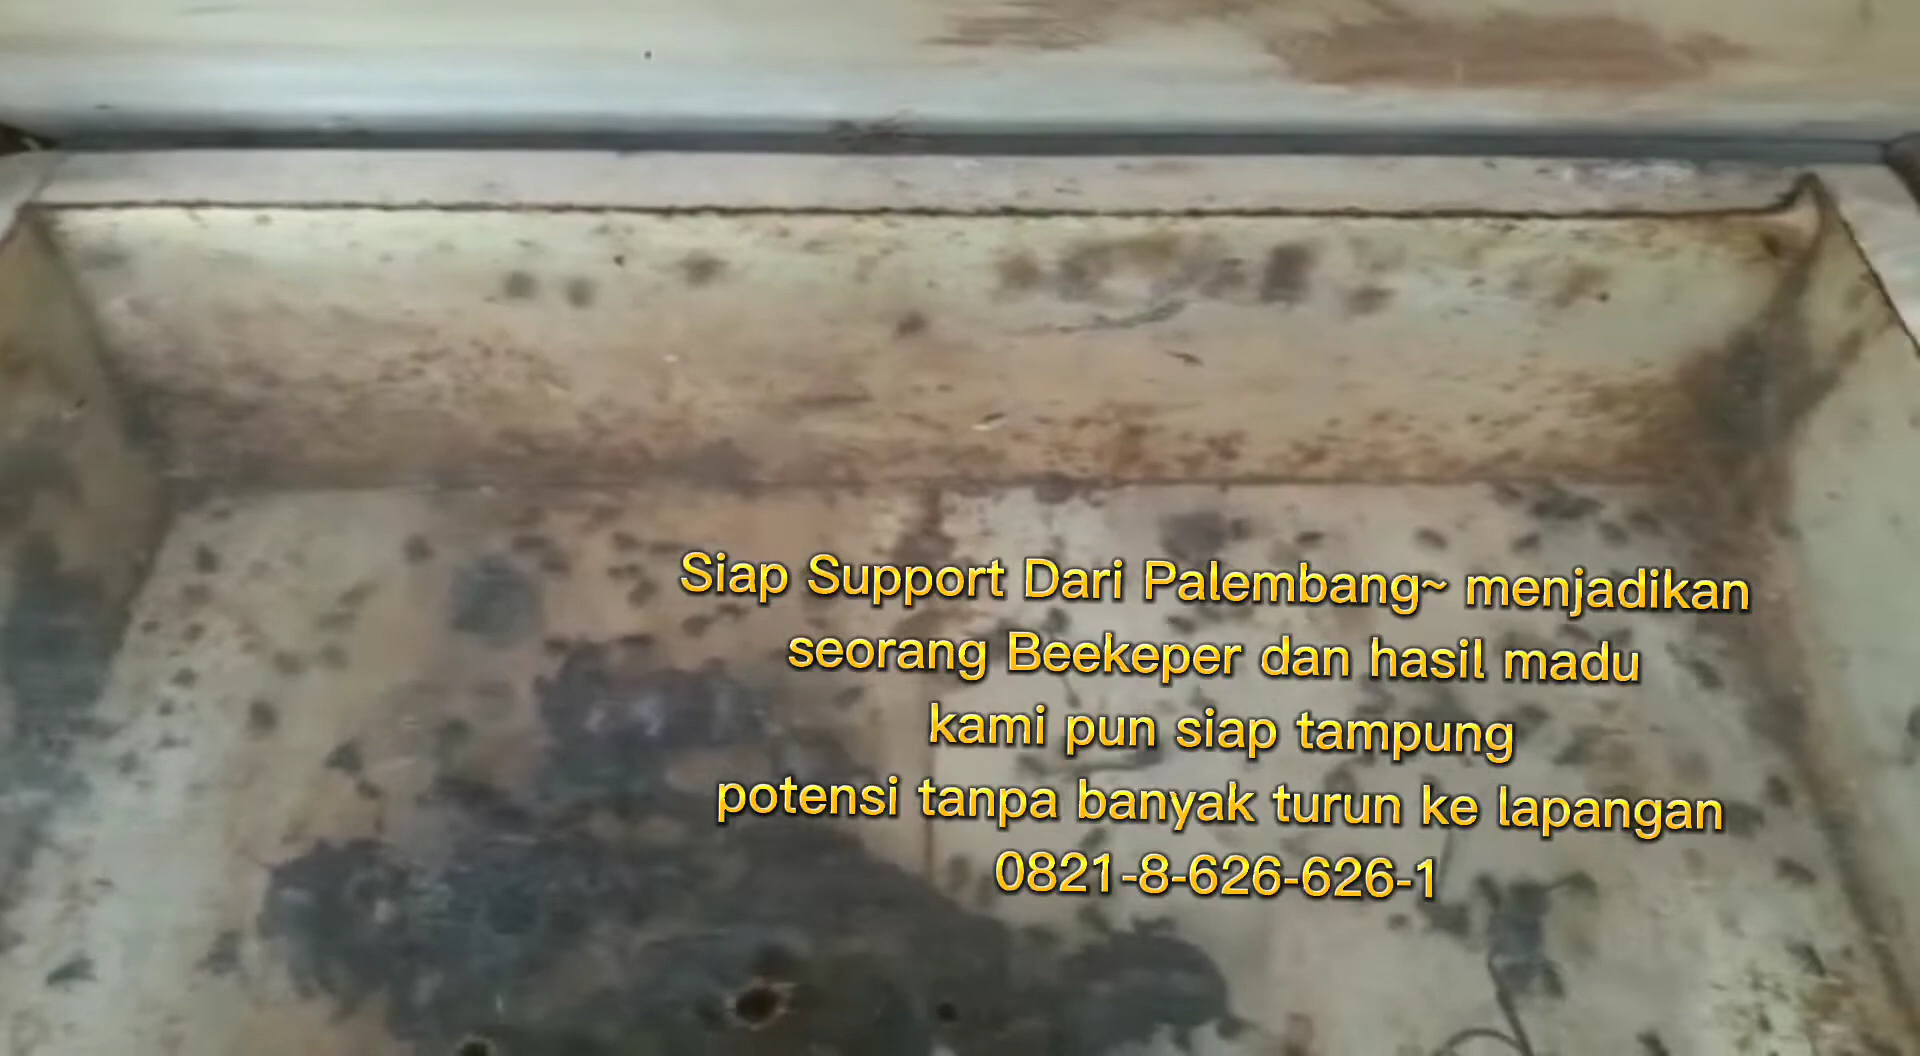 Siap Support Dari Palembang~ menjadikan
seorang Beekeper dan hasil madu
kami pun siap tampung
potensi tanpa banyak turun ke lapangan
0821-8-626-626-1